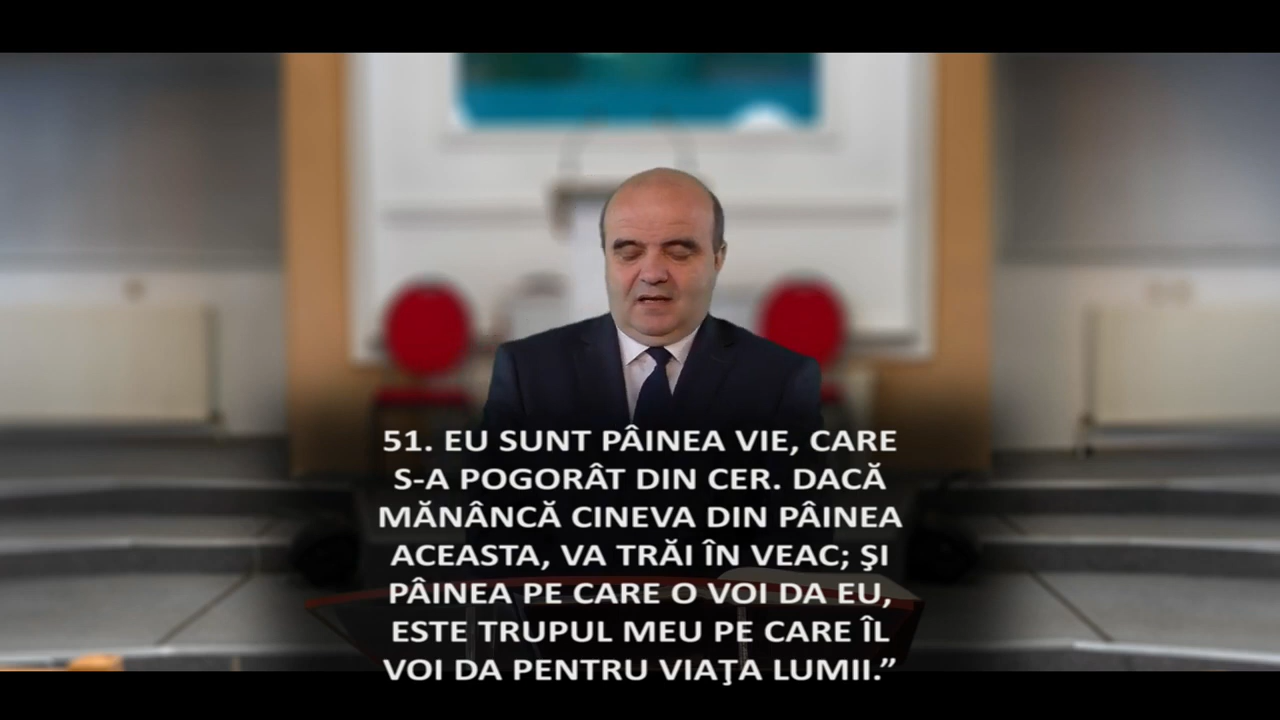 51. EU SUNT PÂINEA VIE, CARE
S-A POGORÂT DIN CER. DACĂ
MĂNÂNCĂ CINEVA DIN PÂINEA
ACEASTA, VA TRĂI ÎN VEAC; ŞI
PÂINEA PE CARE O VOI DA EU,
ESTE TRUPUL MEU PE CARE ÎL
VOI DA PENTRU VIAŢA LUMII.”